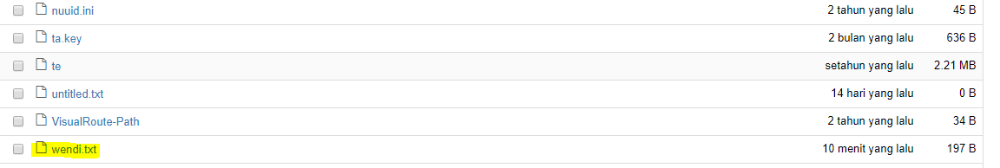 nuuid.ini 2 tahun yang lalu 45 B
ta.key 2 bulan yang lalu 636 B
te setahun yang lalu 2.21 MB
untitled.txt 14 hari yang lalu 0 B
VisualRoute-Path 2 tahun yang lalu 34 B
wendi.txt 10 menit yang lalu 197 B